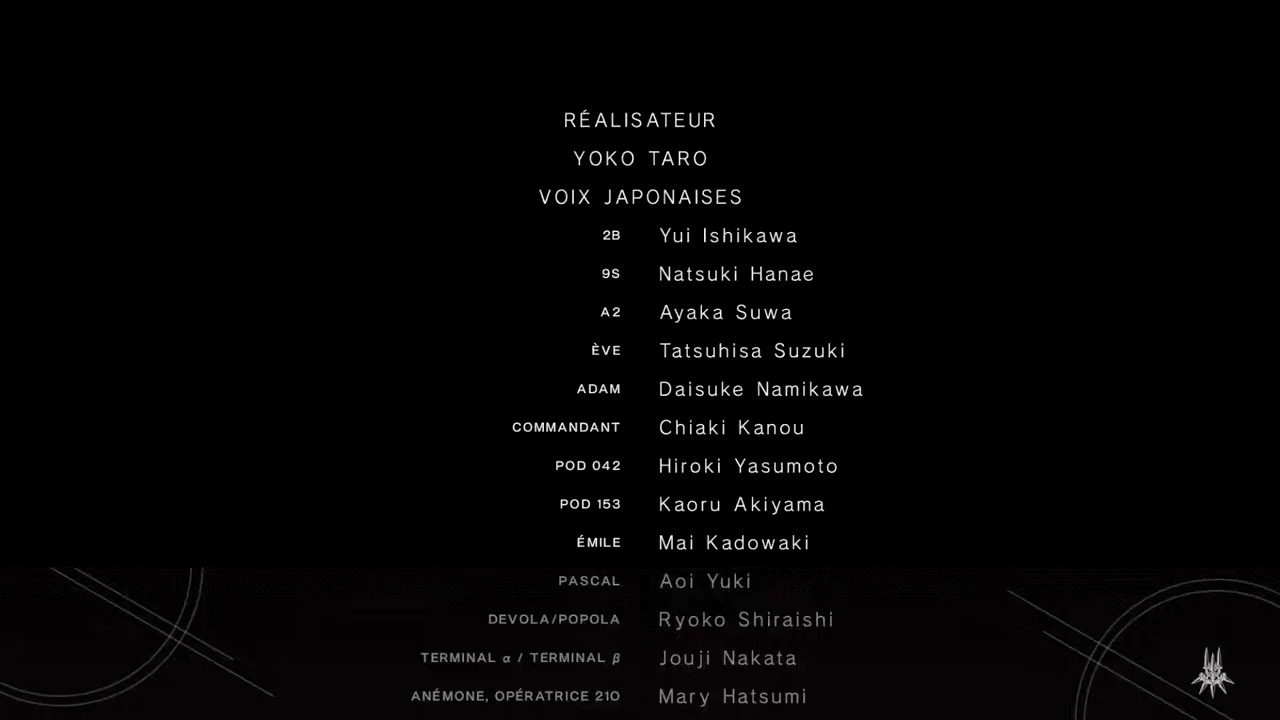 RÉALISATEUR
YOKO TARO
VOIX JAPONAISES
2B Yui Ishikawa
9S Natsuki Hanae
A2 Ayaka Suwa
ÈVE Tatsuhisa Suzuki
ADAM Daisuke Namikawa
COMMANDANT Chiaki Kanou
POD 042 Hiroki Yasumoto
POD 153 Kaoru Akiyama
ÉMILE Mai Kadowaki
PASCAL Aoi Yuki
DEVOLA/POPOLA Ryoko Shiraishi
TERMINAL α / TERMINAL β Jouji Nakata
ANÉMONE, OPÉRATRICE 21O Mary Hatsumi